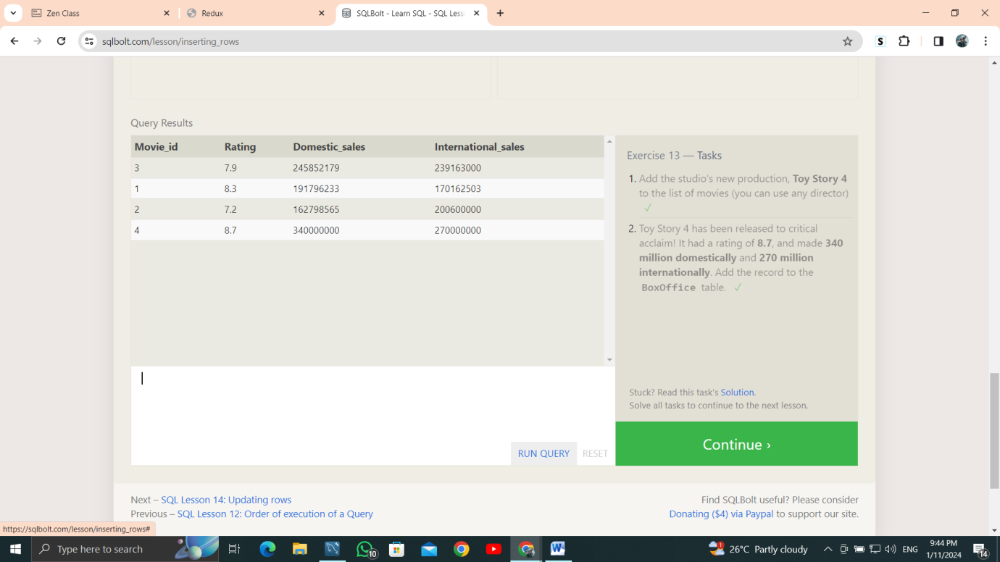 Zen Class
Redux
SQLBolt - Learn SQL - SQL Less
sqlbolt.com/lesson/inserting_rows
S
Query Results
Movie_id Rating Domestic_sales International_sales
3 7.9 245852179 239163000
1 8.3 191796233 170162503
2 7.2 162798565 200600000
4 8.7 340000000 270000000
Exercise 13 — Tasks
1. Add the studio's new production, Toy Story 4
to the list of movies (you can use any director)
✓
2. Toy Story 4 has been released to critical
acclaim! It had a rating of 8.7, and made 340
million domestically and 270 million
internationally. Add the record to the
BoxOffice table. ✓
Stuck? Read this task's Solution.
Solve all tasks to continue to the next lesson.
RUN QUERY RESET
Continue ›
Next – SQL Lesson 14: Updating rows
Previous – SQL Lesson 12: Order of execution of a Query
Find SQLBolt useful? Please consider
Donating ($4) via Paypal to support our site.
https://sqlbolt.com/lesson/inserting_rows#
Type here to search
10
W
1
26°C Partly cloudy
ENG
9:44 PM
1/11/2024
14